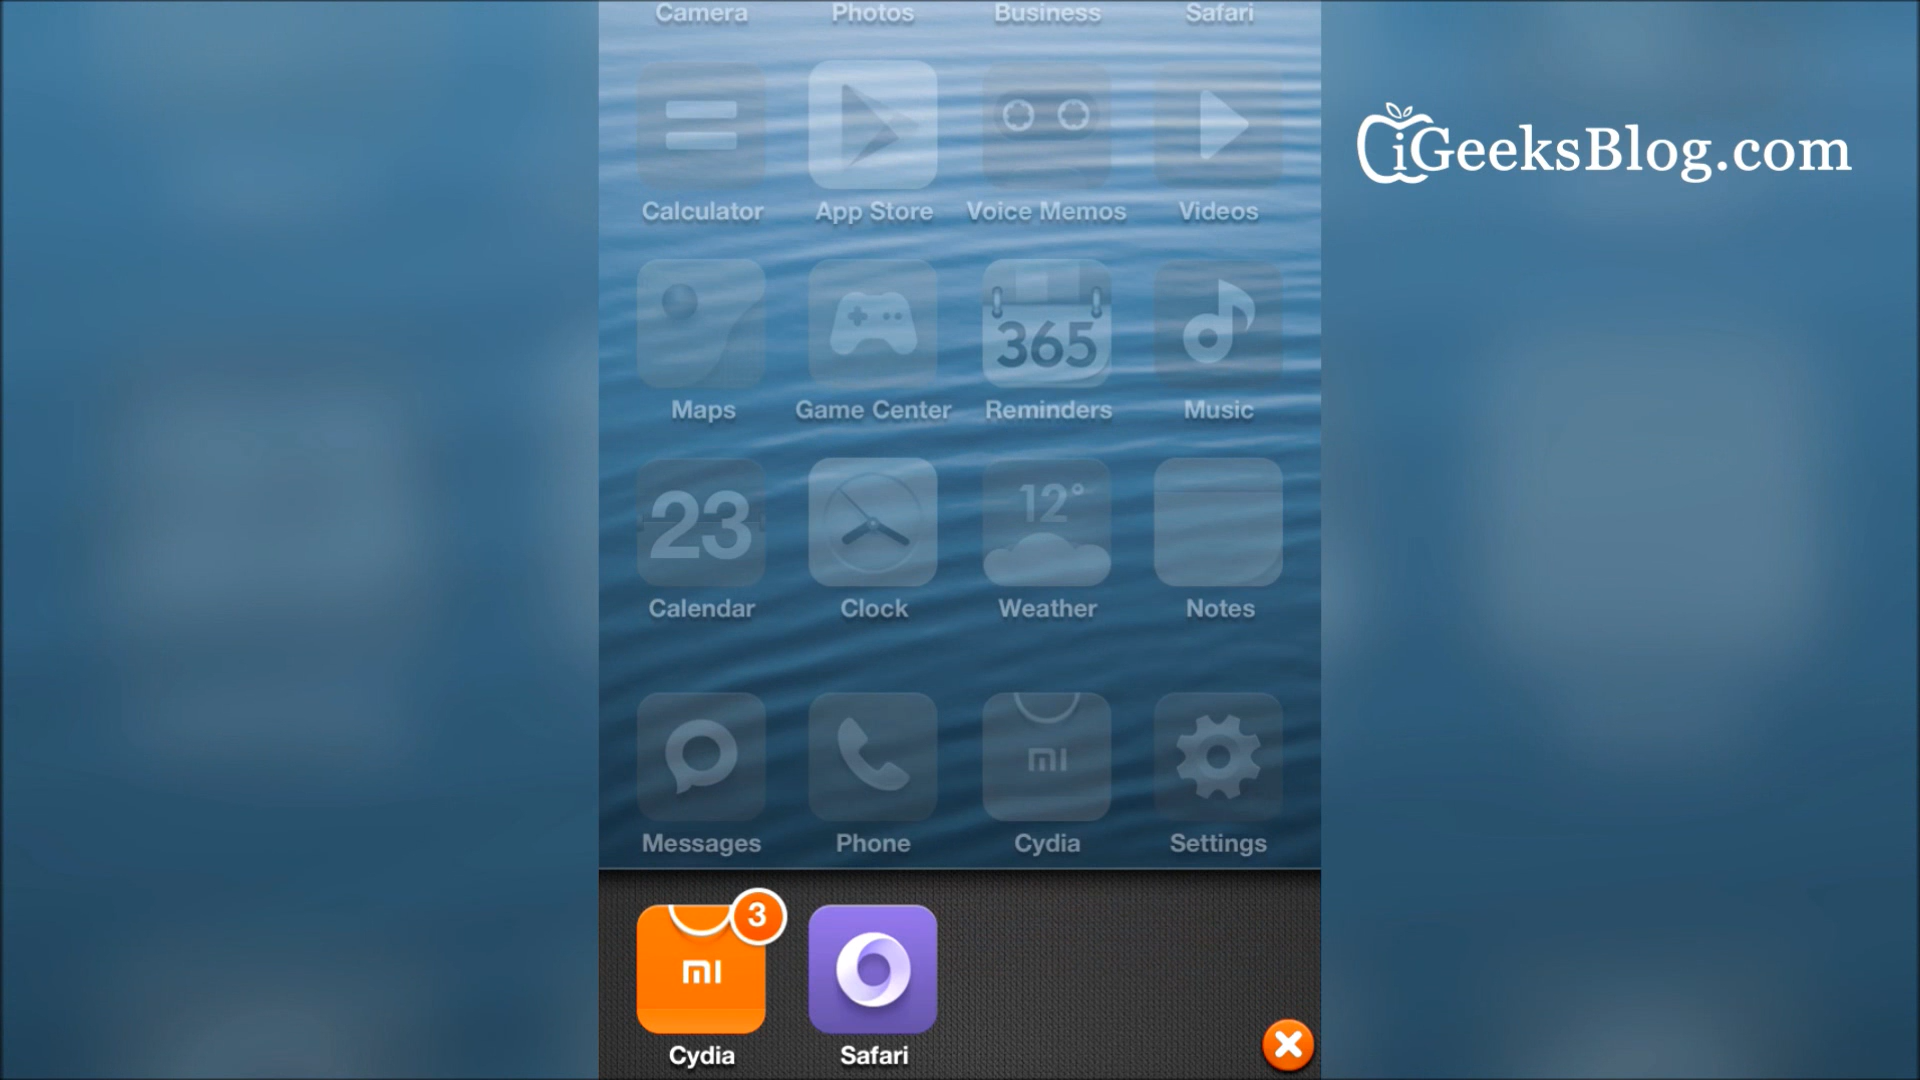 Camera Photos Business Safari
iGeeksBlog.com
Calculator App Store Voice Memos Videos
365
Maps Game Center Reminders Music
23 12°
Calendar Clock Weather Notes
mi
Messages Phone Cydia Settings
3
mi
Cydia Safari